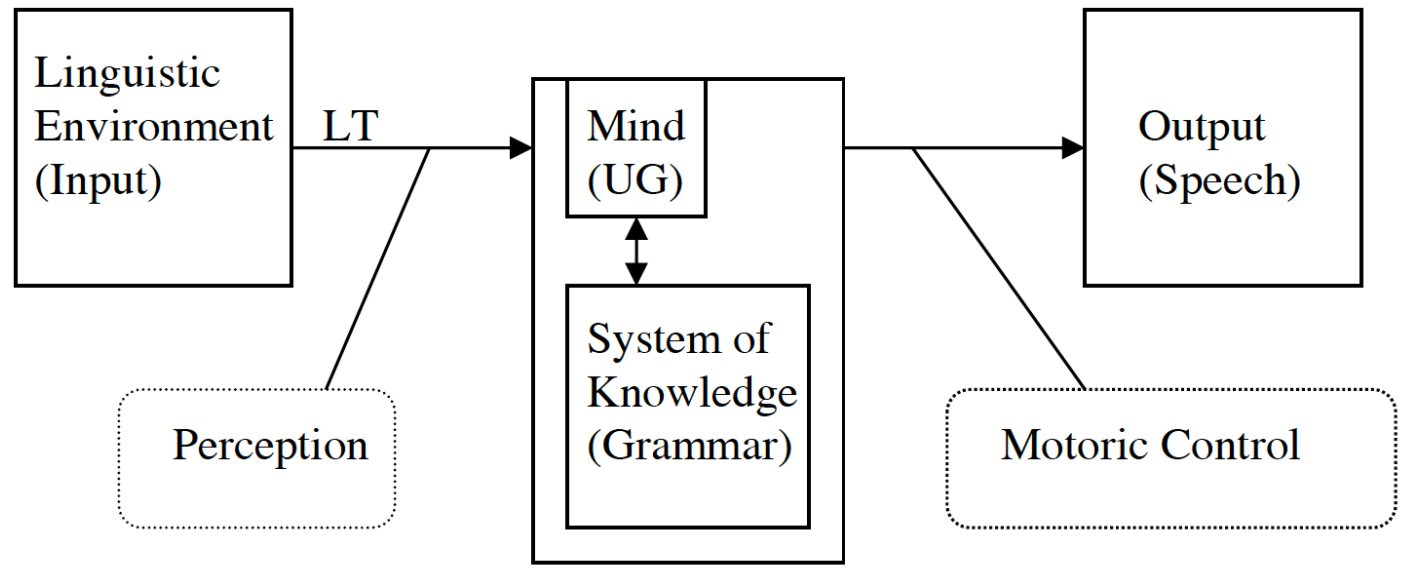 Linguistic
Environment
(Input)
LT
Mind
(UG)
System of
Knowledge
(Grammar)
Output
(Speech)
Perception
Motoric Control